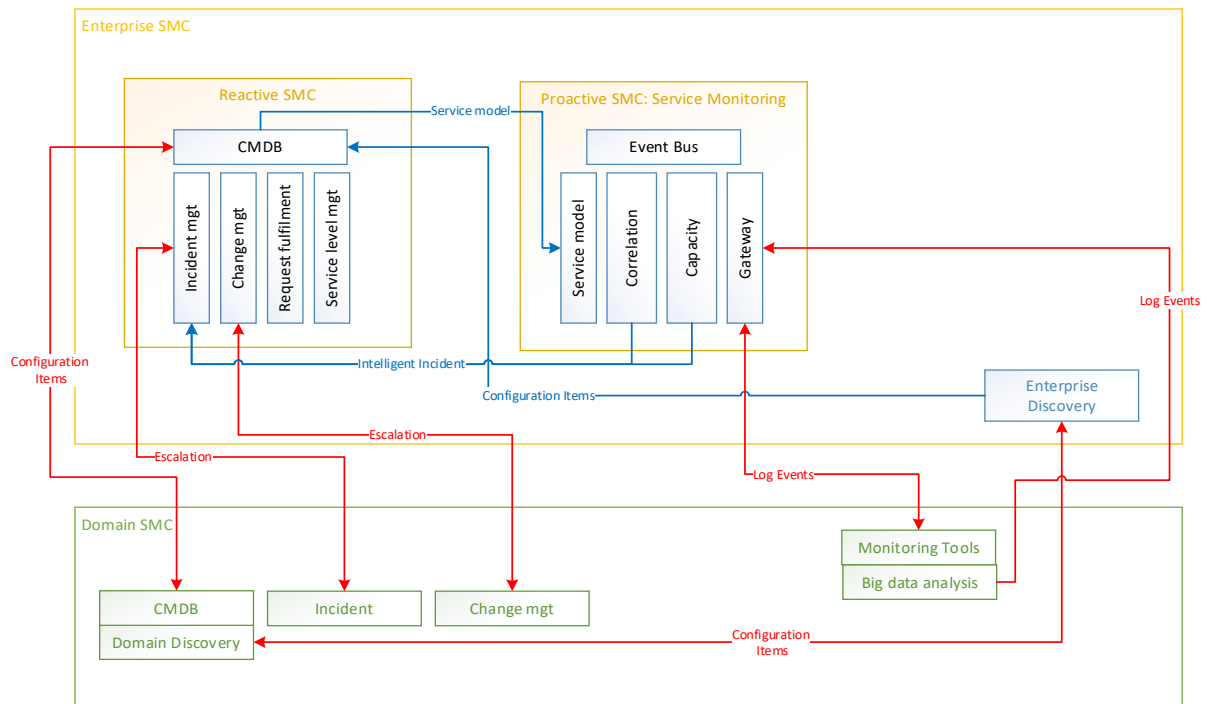 Enterprise SMC
Reactive SMC
Service model
Proactive SMC: Service Monitoring
CMDB
Event Bus
Incident mgt
Change mgt
Request fulfilment
Service level mgt
Service model
Correlation
Capacity
Gateway
Log Events
Configuration
Items
Intelligent Incident
Configuration Items
Enterprise
Discovery
Escalation
Escalation
Log Events
Domain SMC
Monitoring Tools
Big data analysis
CMDB
Incident
Change mgt
Domain Discovery
Configuration
Items